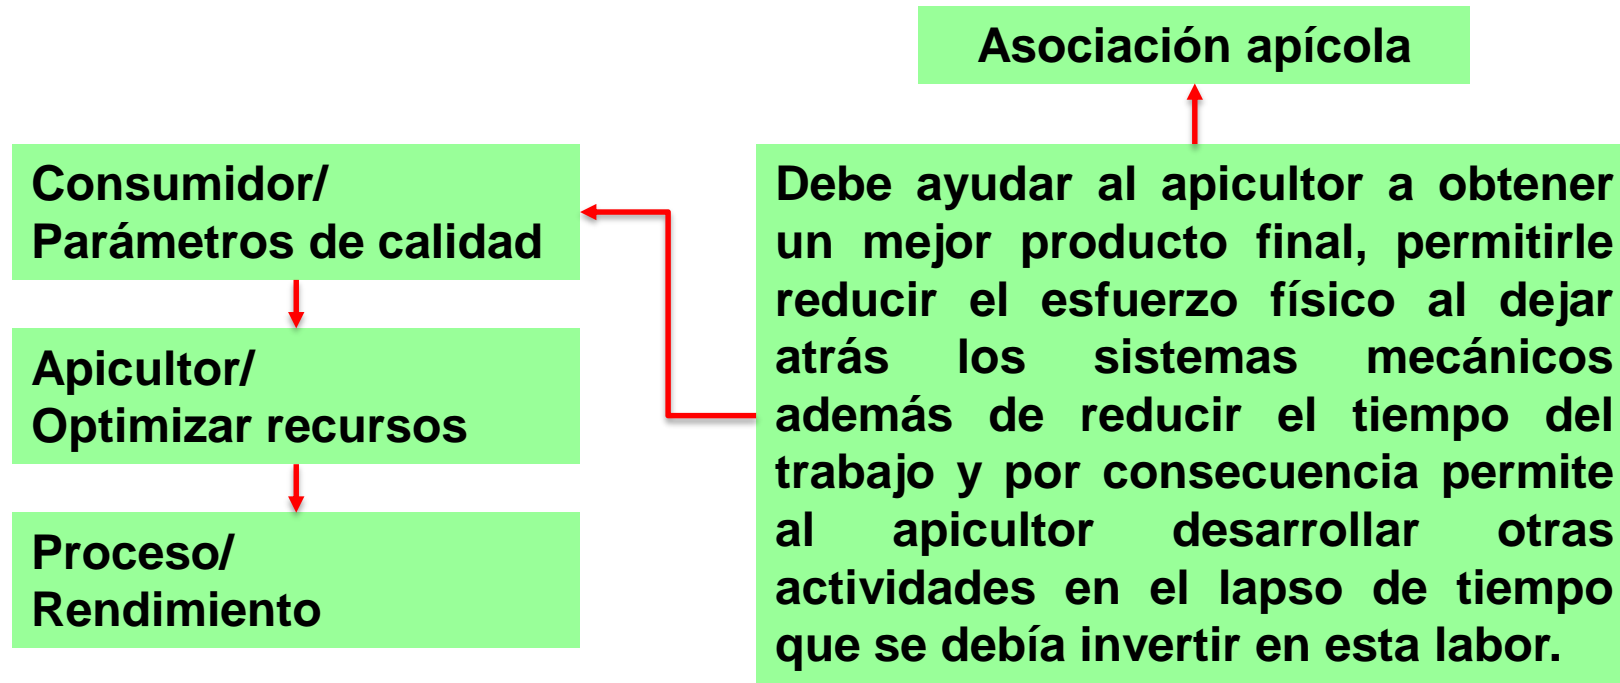 Asociación apícola
Consumidor/
Parámetros de calidad
Apicultor/
Optimizar recursos
Proceso/
Rendimiento
Debe ayudar al apicultor a obtener
un mejor producto final, permitirle
reducir el esfuerzo físico al dejar
atrás los sistemas mecánicos
además de reducir el tiempo del
trabajo y por consecuencia permite
al apicultor desarrollar otras
actividades en el lapso de tiempo
que se debía invertir en esta labor.